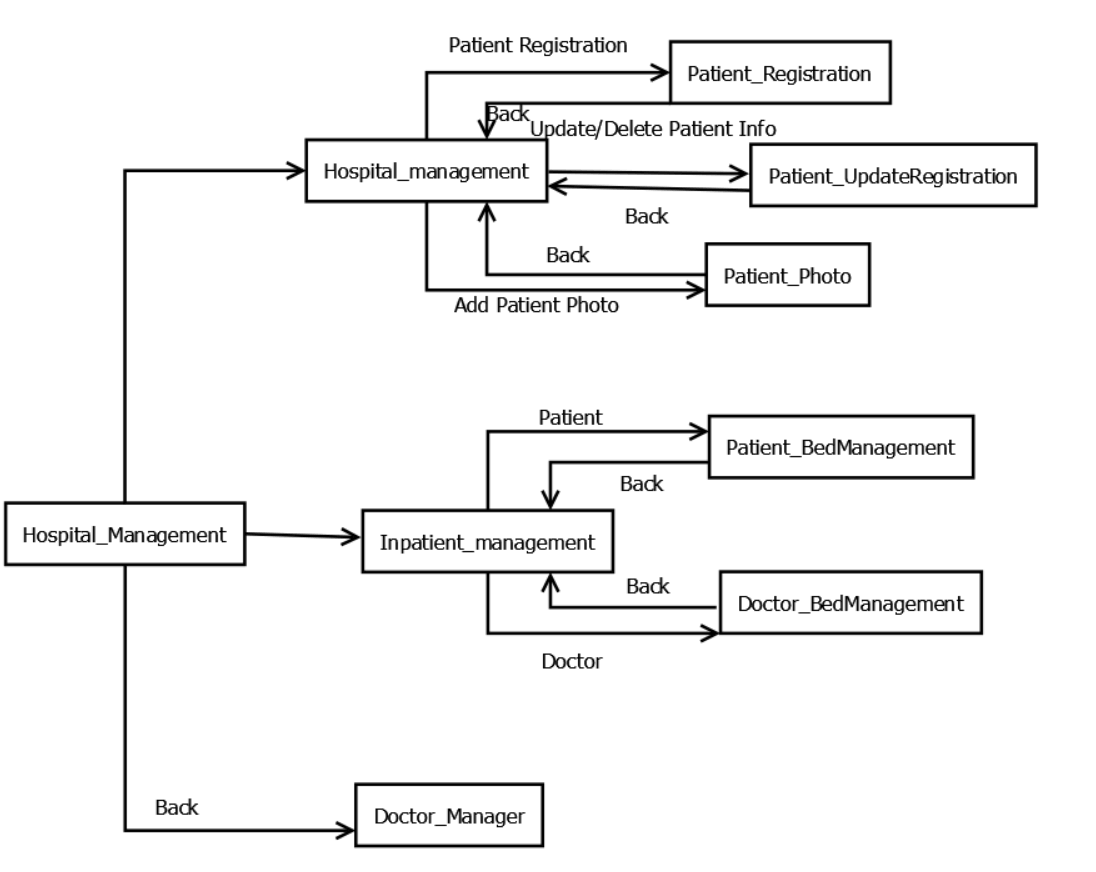 Patient Registration
Patient_Registration
Back
Update/Delete Patient Info
Hospital_management
Patient_UpdateRegistration
Back
Back
Patient_Photo
Add Patient Photo
Patient
Patient_BedManagement
Back
Hospital_Management
Inpatient_management
Back
Doctor_BedManagement
Doctor
Back
Doctor_Manager